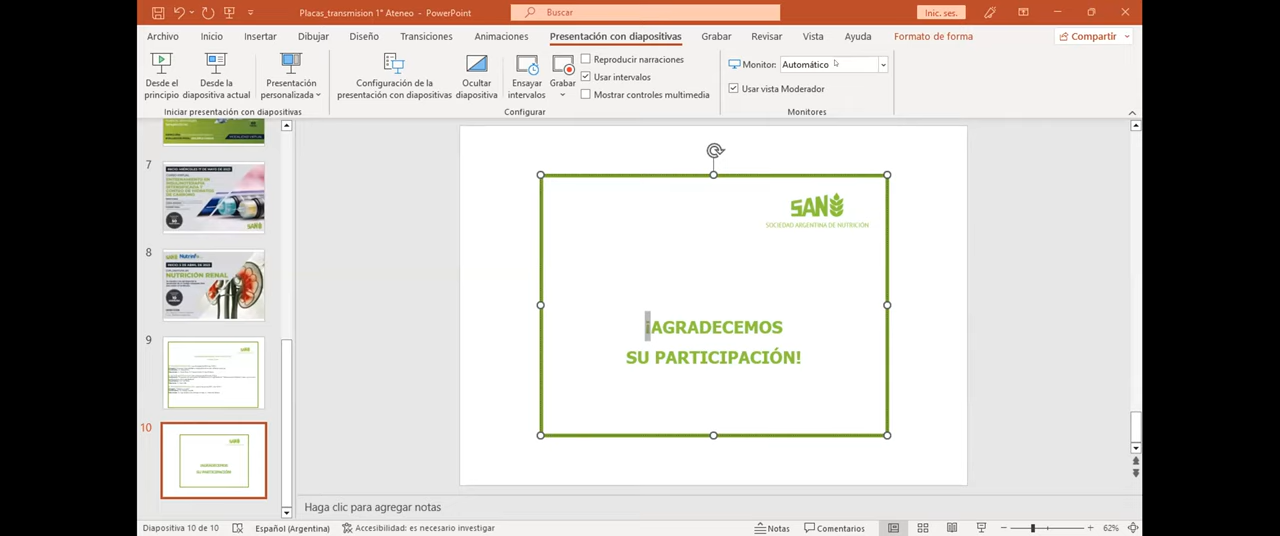 Placas_transmision 1° Ateneo - PowerPoint
Buscar
Inic. ses.
Archivo Inicio Insertar Dibujar Diseño Transiciones Animaciones Presentación con diapositivas Grabar Revisar Vista Ayuda Formato de forma Compartir
Desde el principio
Desde la diapositiva actual
Presentación personalizada
Iniciar presentación con diapositivas
Configuración de la presentación con diapositivas
Ocultar diapositiva
Ensayar intervalos
Grabar
Reproducir narraciones
Usar intervalos
Mostrar controles multimedia
Configurar
Monitor: Automático
Usar vista Moderador
Monitores
7
SAN
8
NUTRICIÓN RENAL
9
10
¡AGRADECEMOS
SU PARTICIPACIÓN!
SAN
SOCIEDAD ARGENTINA DE NUTRICIÓN
¡AGRADECEMOS
SU PARTICIPACIÓN!
Haga clic para agregar notas
Diapositiva 10 de 10 Español (Argentina) Accesibilidad: es necesario investigar Notas Comentarios 62%